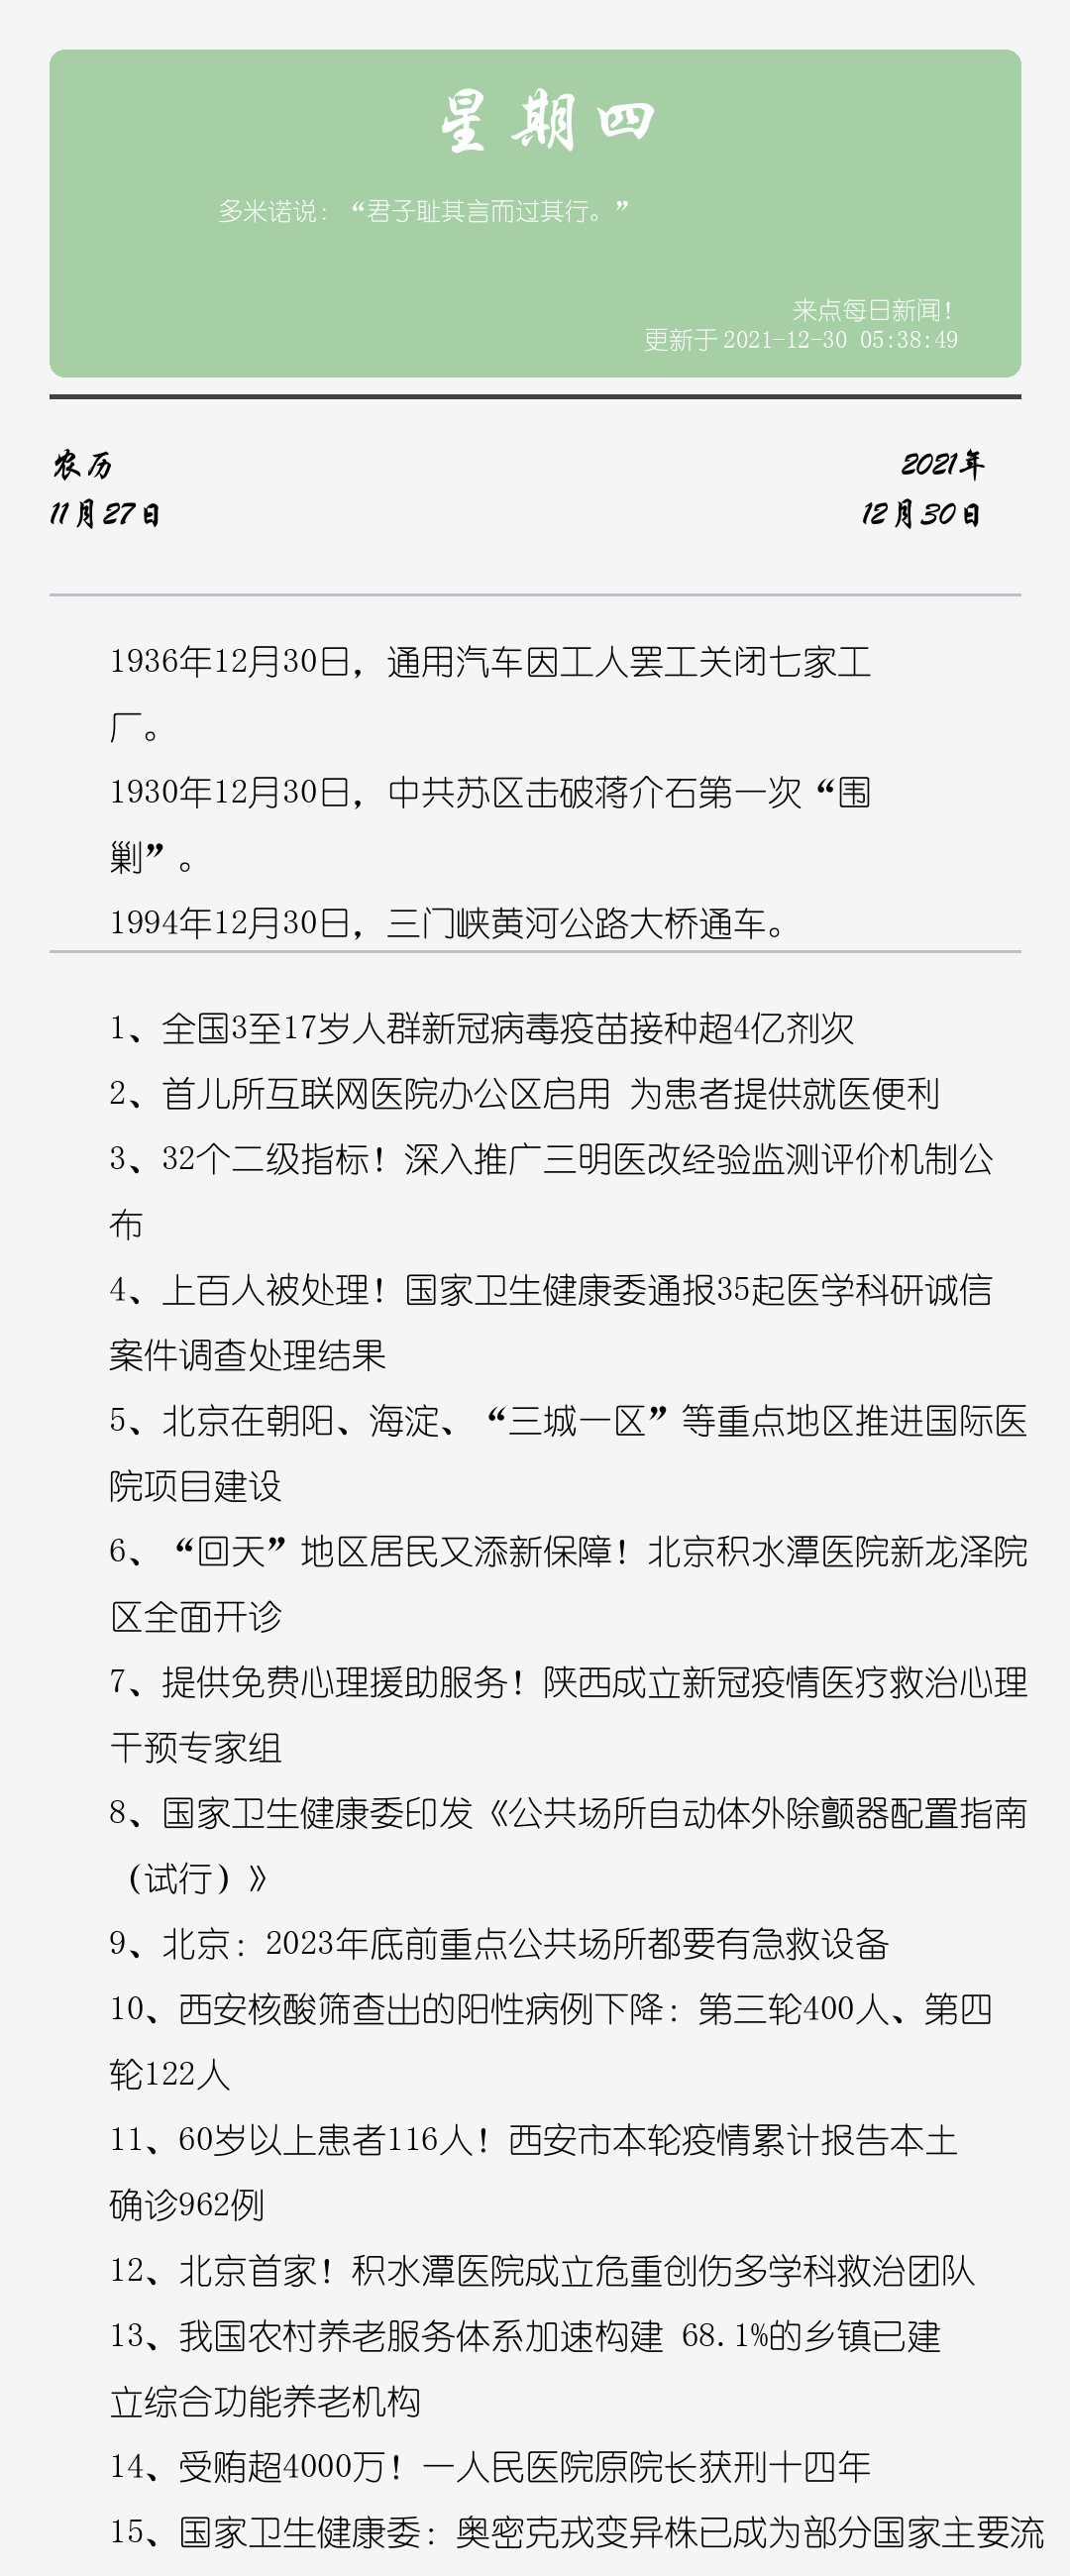 星期四
多米诺说：“君子耻其言而过其行。”
来点每日新闻！
更新于 2021-12-30 05:38:49
农历
2021年
11月27日
12月30日
1936年12月30日，通用汽车因工人罢工关闭七家工
厂。
1930年12月30日，中共苏区击破蒋介石第一次“围
剿”。
1994年12月30日，三门峡黄河公路大桥通车。
1、全国3至17岁人群新冠病毒疫苗接种超4亿剂次
2、首儿所互联网医院办公区启用 为患者提供就医便利
3、32个二级指标！深入推广三明医改经验监测评价机制公
布
4、上百人被处理！国家卫生健康委通报35起医学科研诚信
案件调查处理结果
5、北京在朝阳、海淀、“三城一区”等重点地区推进国际医
院项目建设
6、“回天”地区居民又添新保障！北京积水潭医院新龙泽院
区全面开诊
7、提供免费心理援助服务！陕西成立新冠疫情医疗救治心理
干预专家组
8、国家卫生健康委印发《公共场所自动体外除颤器配置指南
（试行）》
9、北京：2023年底前重点公共场所都要有急救设备
10、西安核酸筛查出的阳性病例下降：第三轮400人、第四
轮122人
11、60岁以上患者116人！西安市本轮疫情累计报告本土
确诊962例
12、北京首家！积水潭医院成立危重创伤多学科救治团队
13、我国农村养老服务体系加速构建 68.1%的乡镇已建
立综合功能养老机构
14、受贿超4000万！一人民医院原院长获刑十四年
15、国家卫生健康委：奥密克戎变异株已成为部分国家主要流